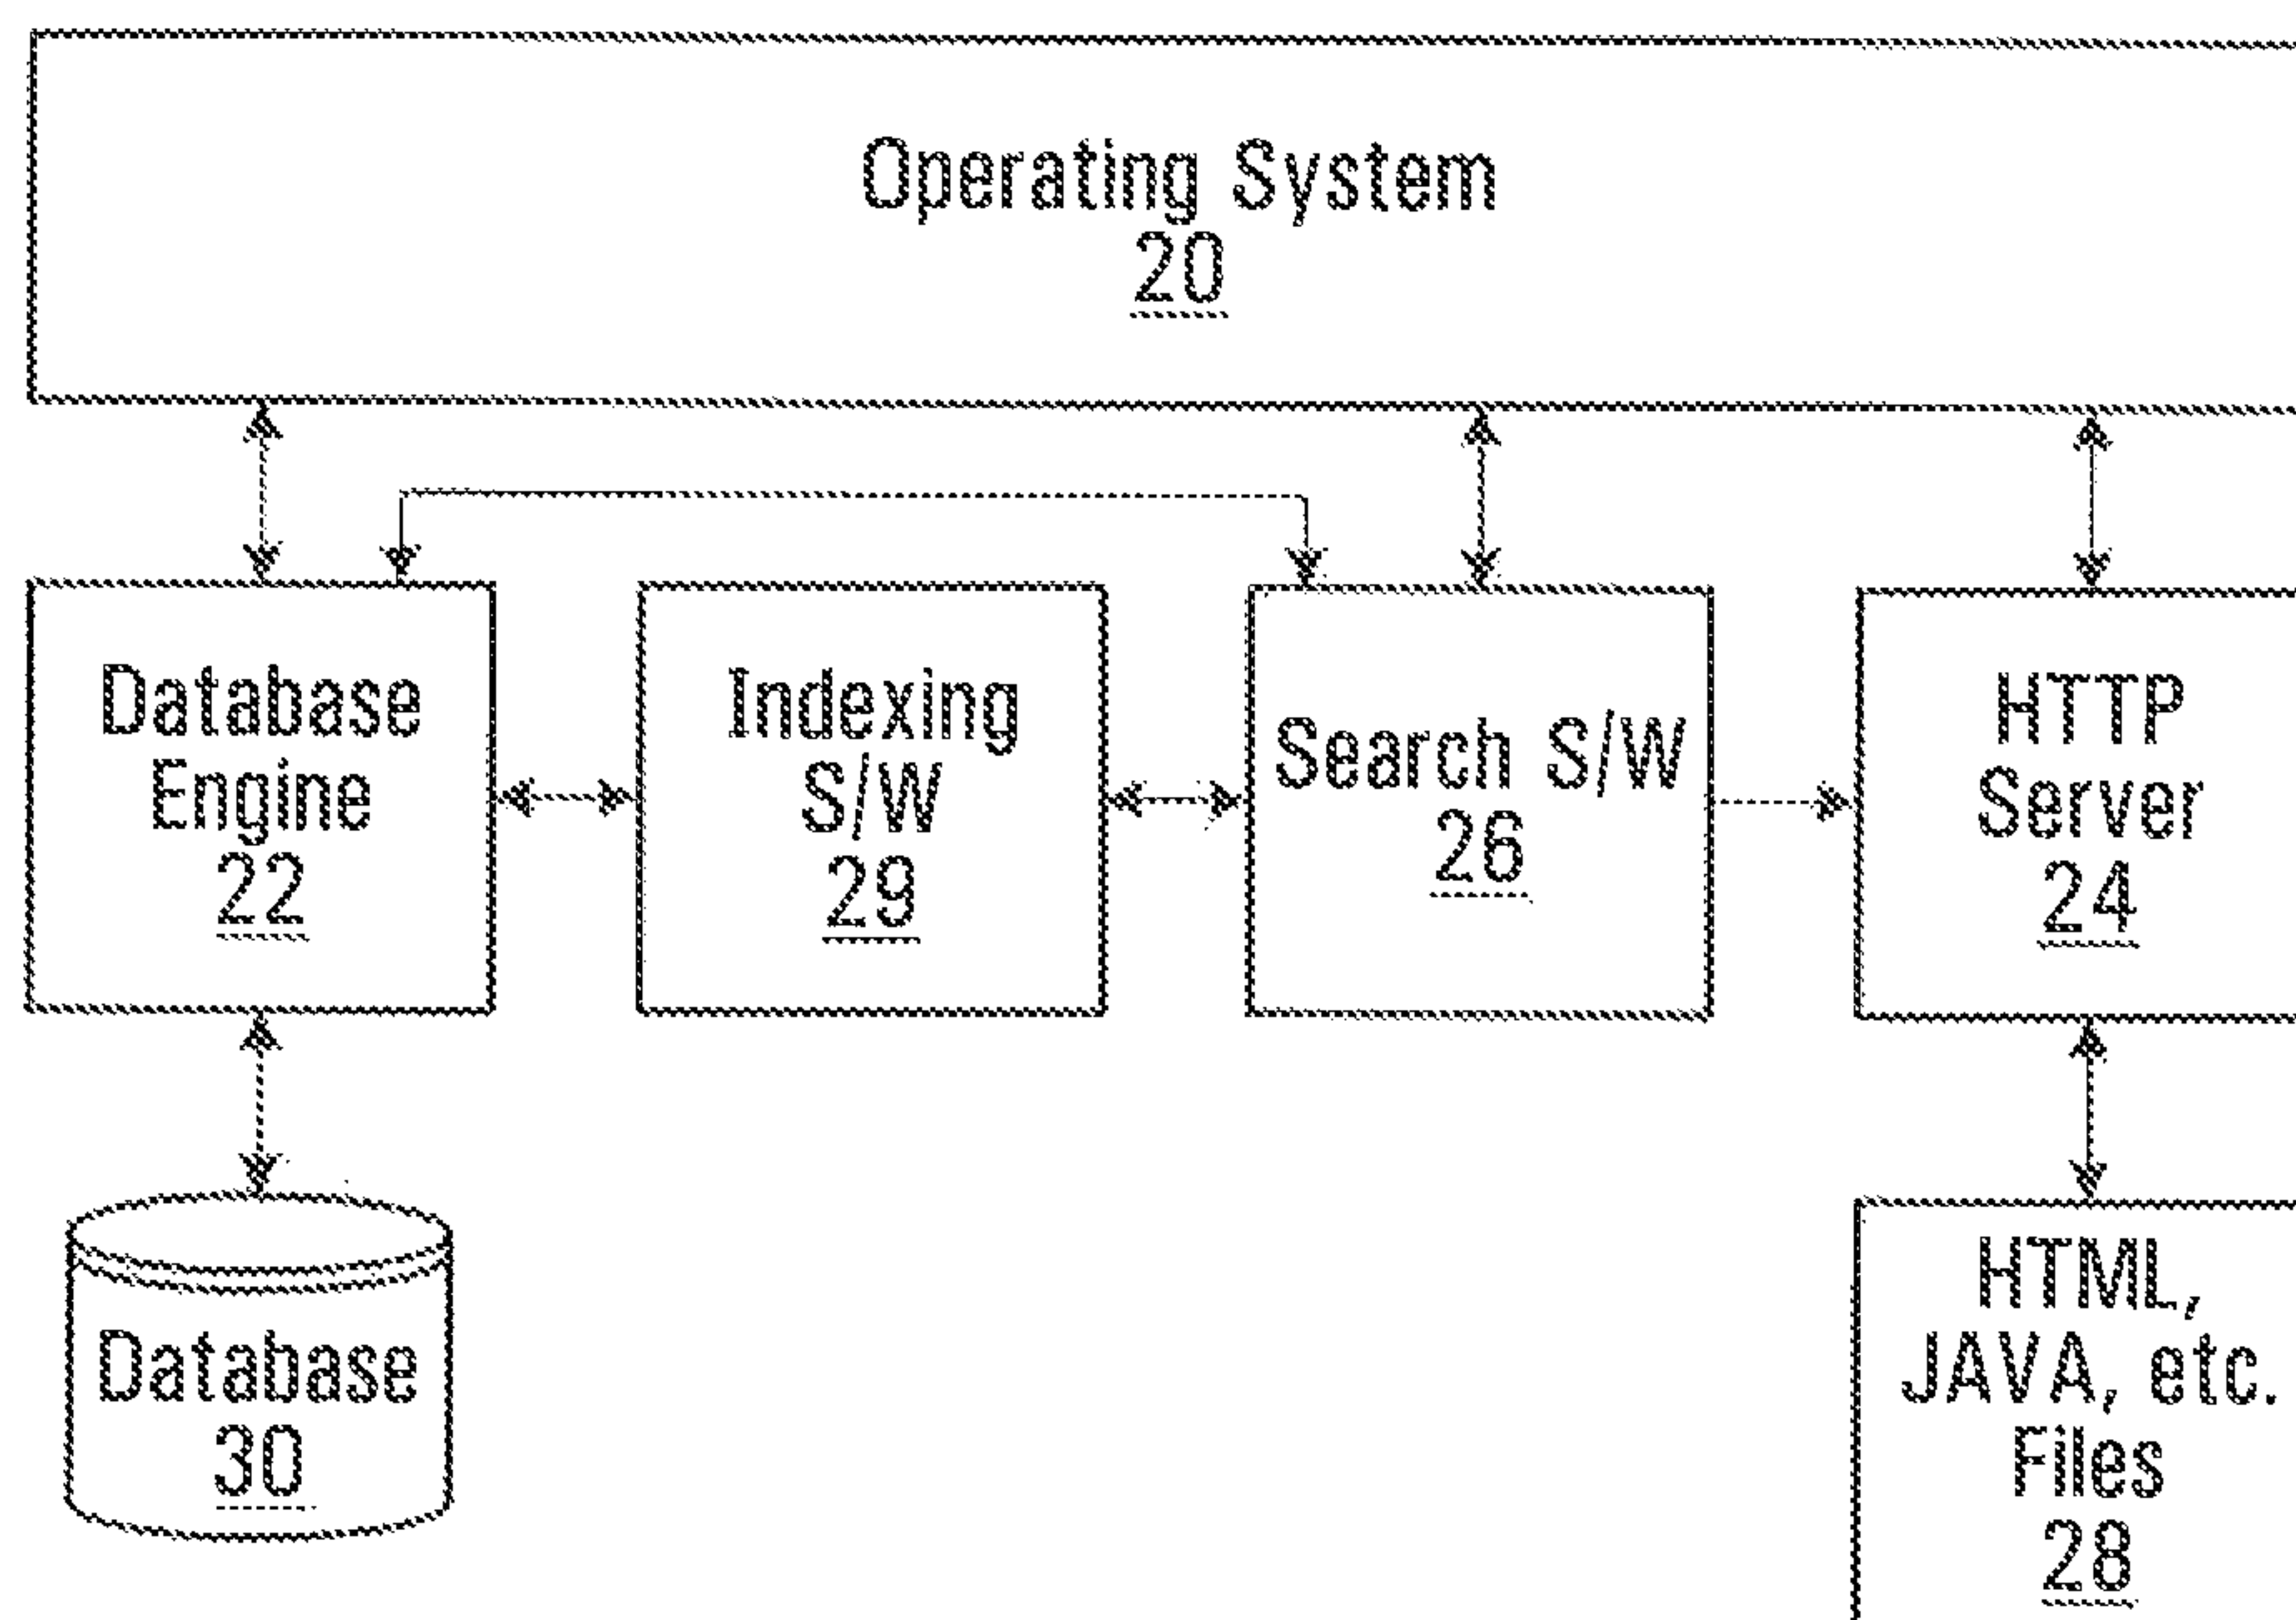 Operating System
20
Database
Engine
22
Indexing
S/W
29
Search S/W
26
HTTP
Server
24
Database
30
HTML,
JAVA, etc.
Files
28